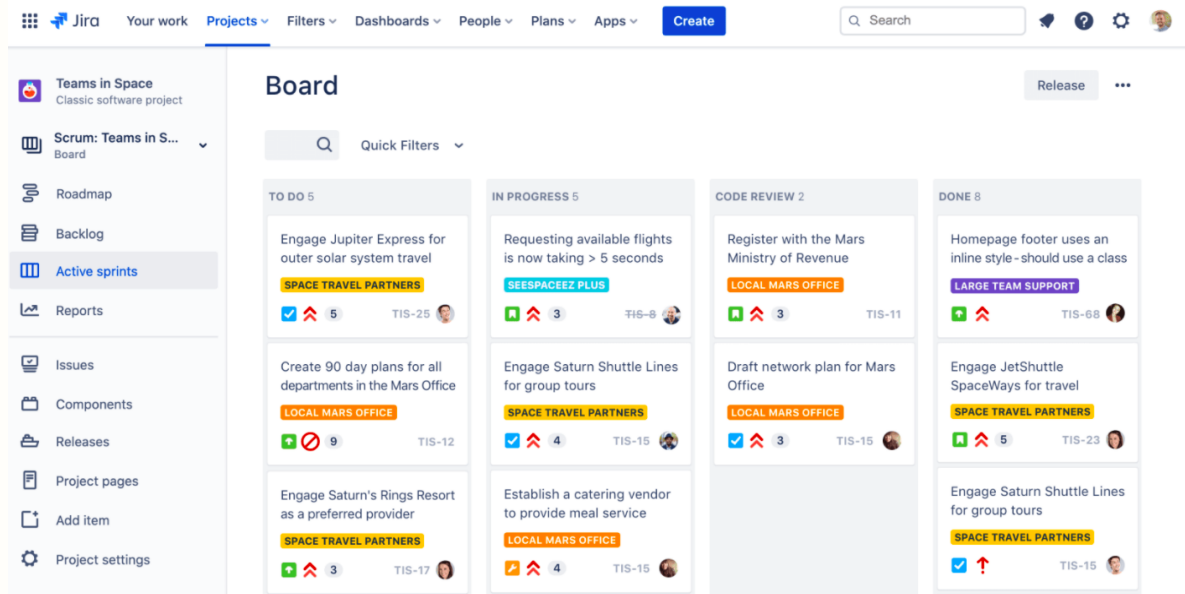 Jira Your work Projects Filters Dashboards People Plans Apps Create Search
Teams in Space
Classic software project
Scrum: Teams in S...
Board
Roadmap
Backlog
Active sprints
Reports
Issues
Components
Releases
Project pages
Add item
Project settings
Board
Release
Quick Filters
TO DO 5
Engage Jupiter Express for
outer solar system travel
SPACE TRAVEL PARTNERS
5 TIS-25
Create 90 day plans for all
departments in the Mars Office
LOCAL MARS OFFICE
9 TIS-12
Engage Saturn's Rings Resort
as a preferred provider
SPACE TRAVEL PARTNERS
3 TIS-17
IN PROGRESS 5
Requesting available flights
is now taking > 5 seconds
SEESPACEEZ PLUS
3 TIS-8
Engage Saturn Shuttle Lines
for group tours
SPACE TRAVEL PARTNERS
4 TIS-15
Establish a catering vendor
to provide meal service
LOCAL MARS OFFICE
4 TIS-15
CODE REVIEW 2
Register with the Mars
Ministry of Revenue
LOCAL MARS OFFICE
3 TIS-11
Draft network plan for Mars
Office
LOCAL MARS OFFICE
3 TIS-15
DONE 8
Homepage footer uses an
inline style - should use a class
LARGE TEAM SUPPORT
TIS-68
Engage JetShuttle
SpaceWays for travel
SPACE TRAVEL PARTNERS
5 TIS-23
Engage Saturn Shuttle Lines
for group tours
SPACE TRAVEL PARTNERS
TIS-15